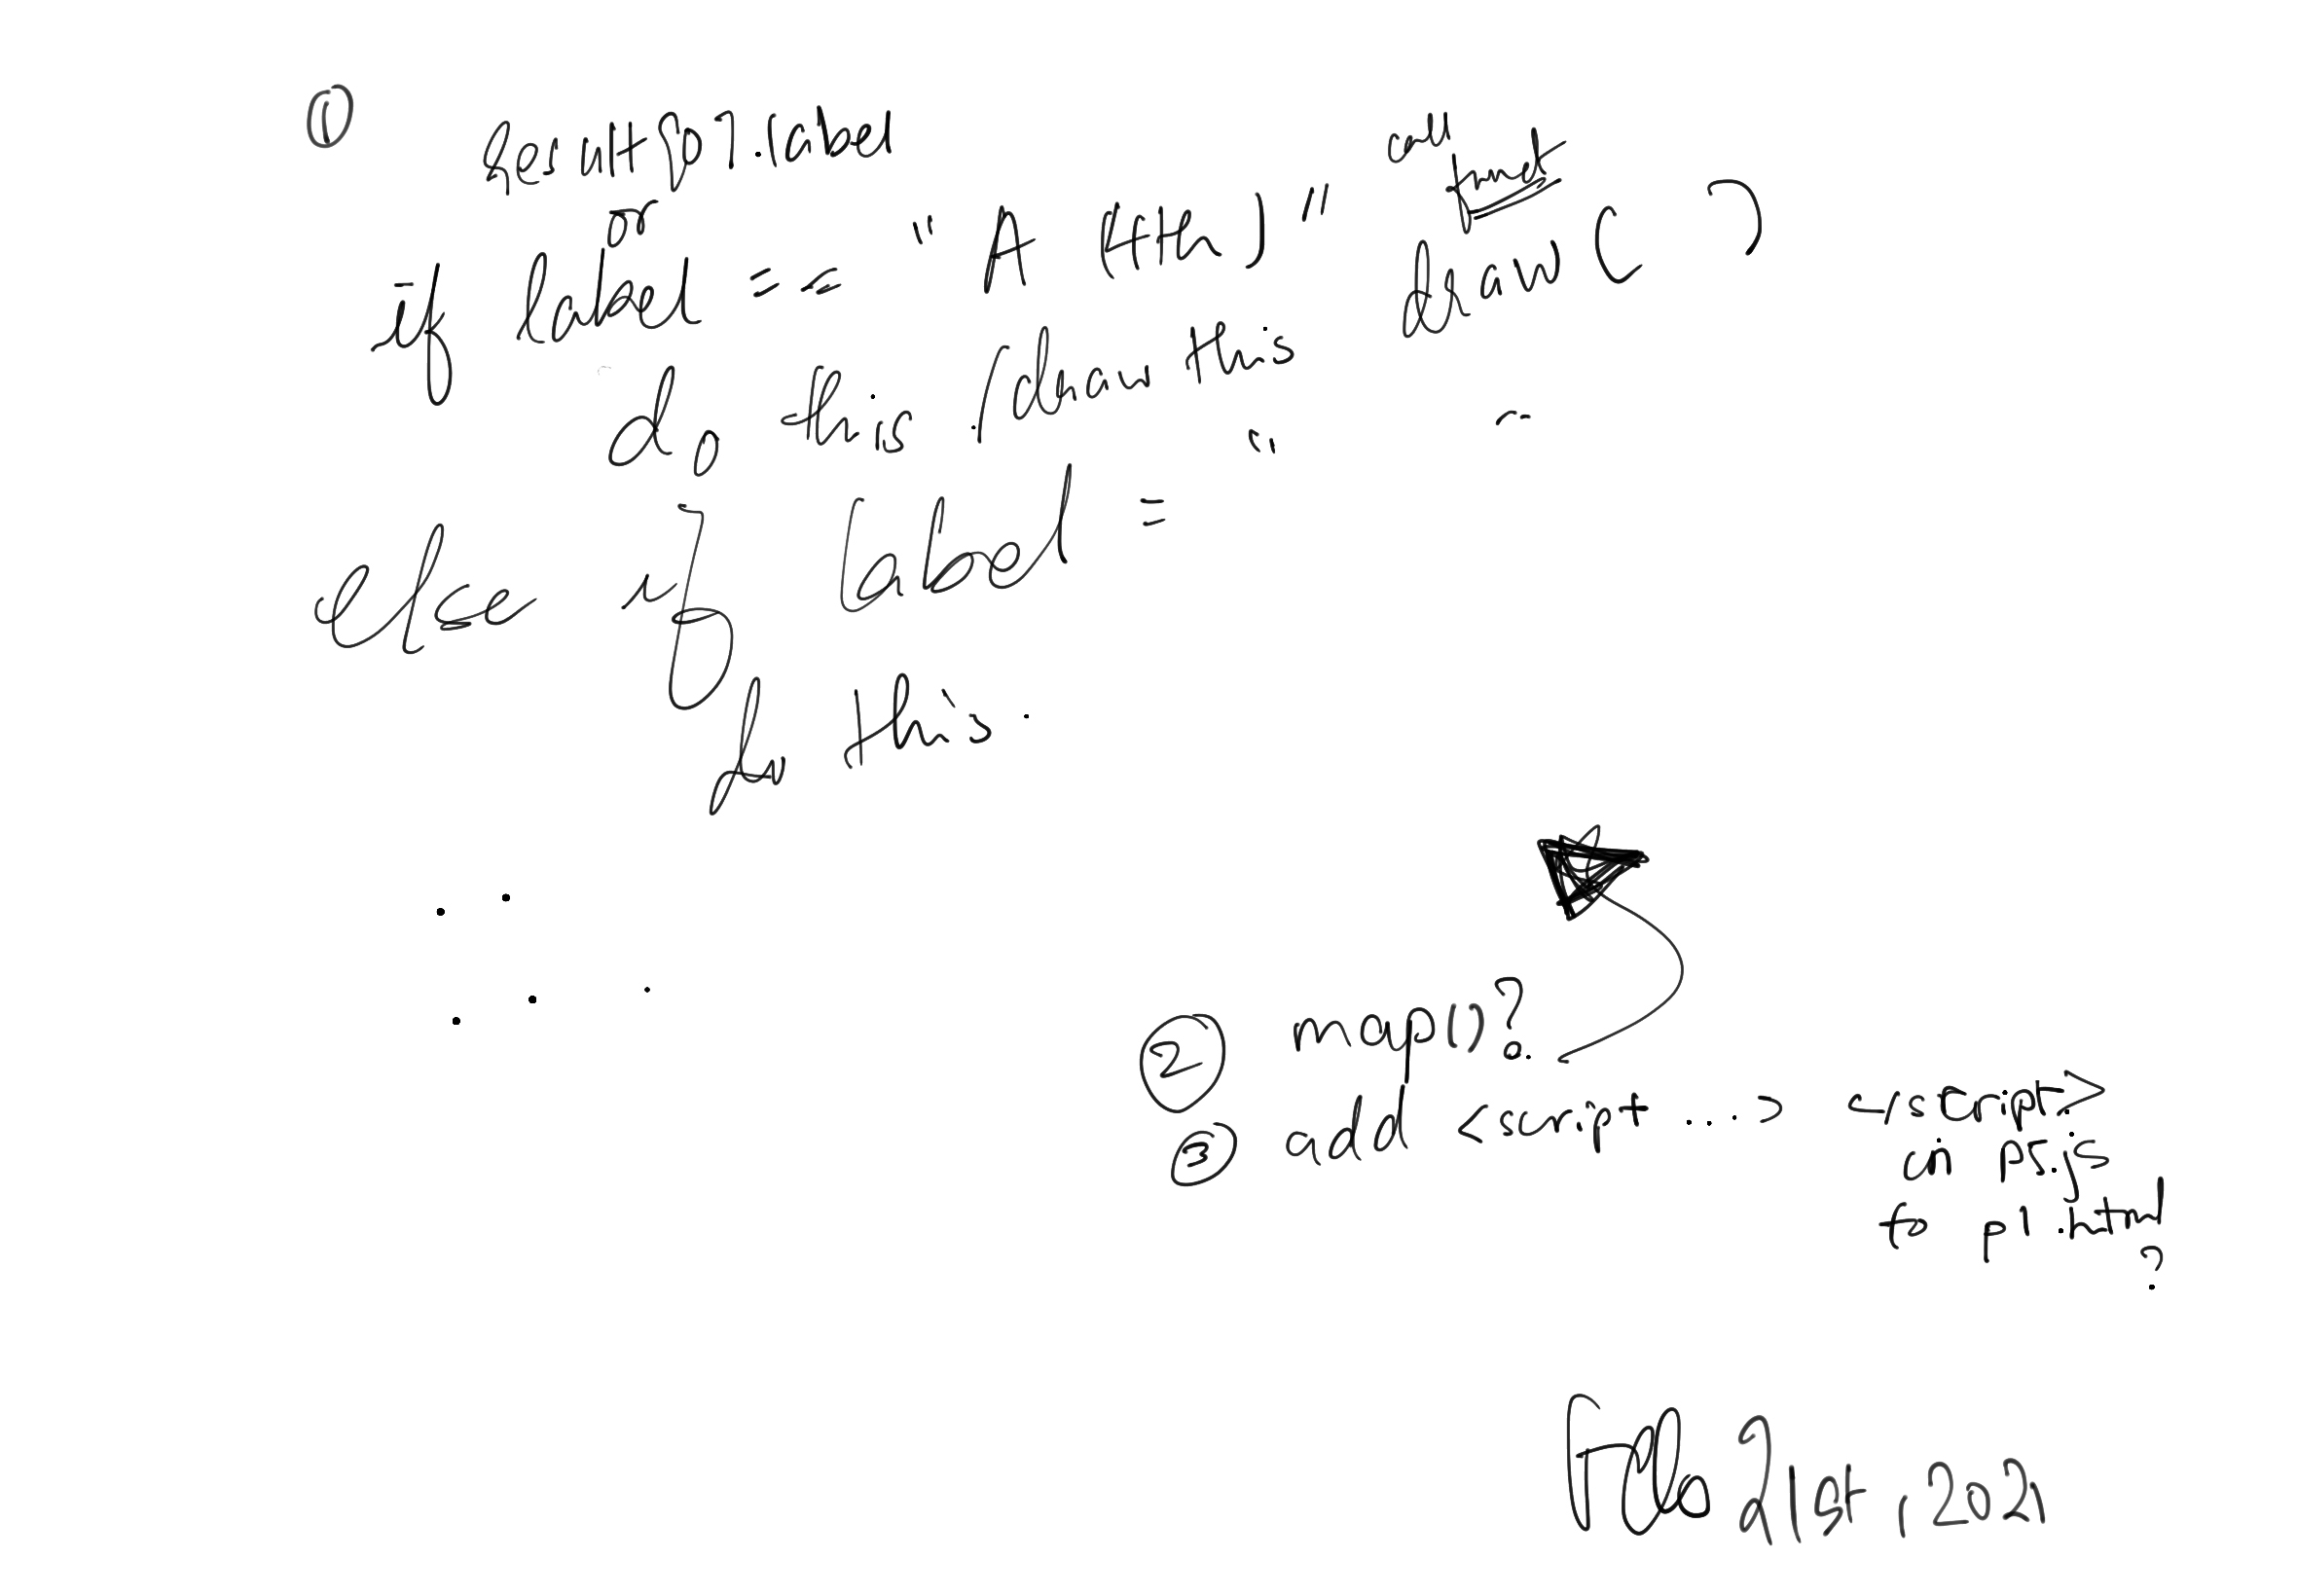 ① Result[0].label
or
if label == "A (4th)" call
draw( )
do this / draw this
else if label = " "
do this.
② map()?
③ add <script ...> </script>
in p5.js
to p1.html
?
Feb 21st, 2021